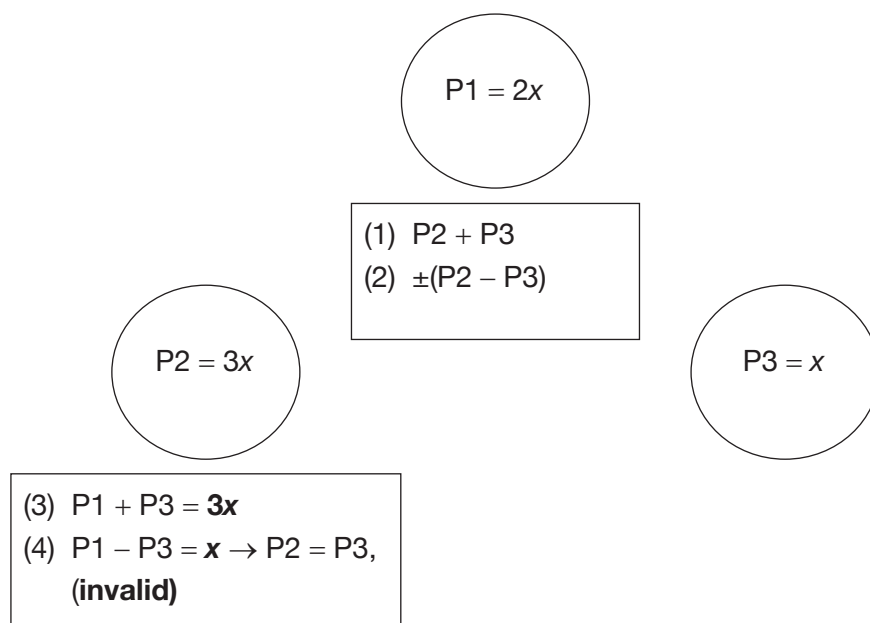 P1 = 2x
(1) P2 + P3
(2) ±(P2 – P3)
P2 = 3x
P3 = x
(3) P1 + P3 = 3x
(4) P1 – P3 = x → P2 = P3,
(invalid)